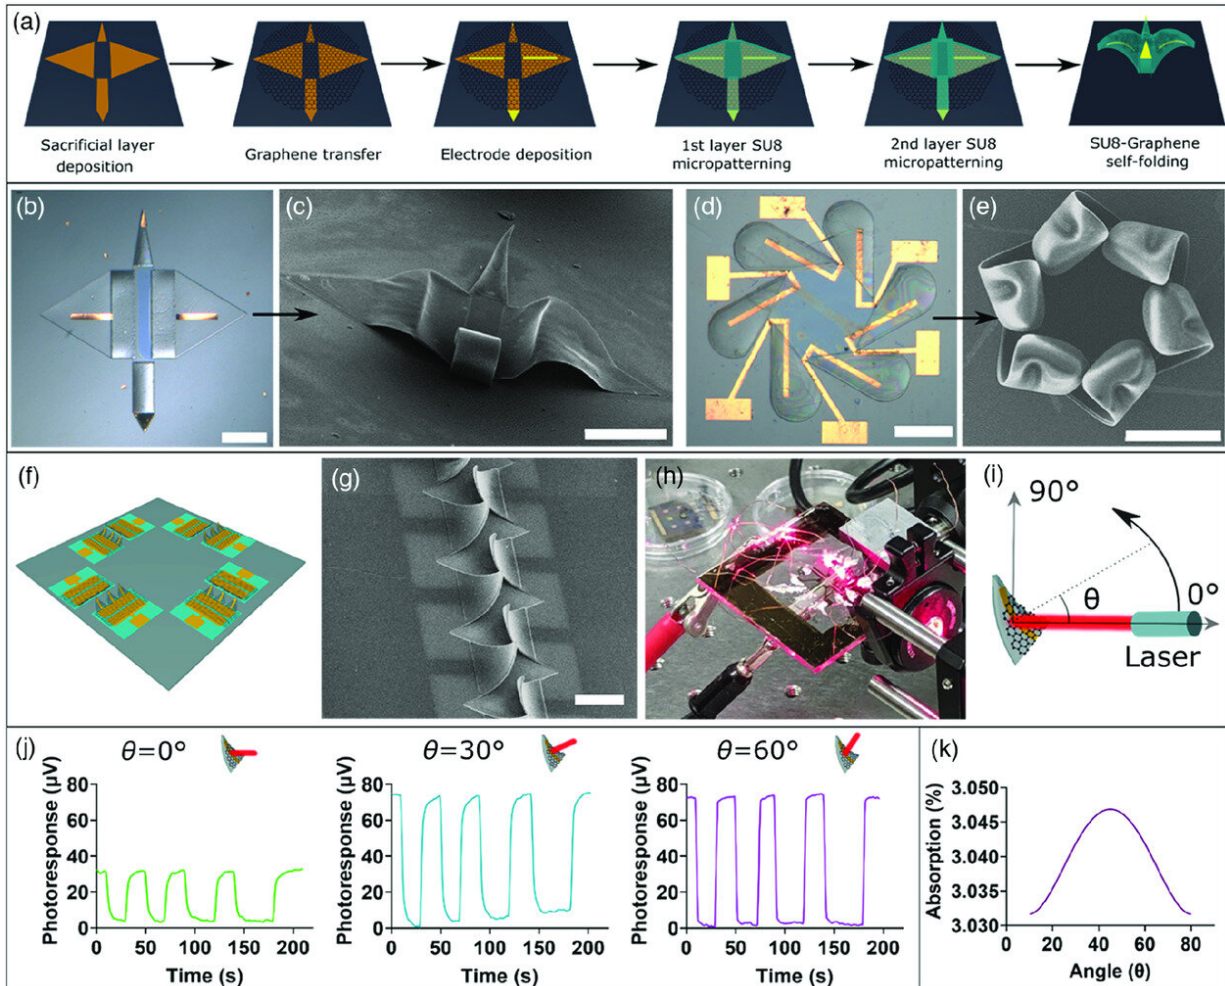 (a)
Sacrificial layer
deposition
Graphene transfer
Electrode deposition
1st layer SU8
micropatterning
2nd layer SU8
micropatterning
SU8-Graphene
self-folding
(b)
(c)
(d)
(e)
(f)
(g)
(h)
(i)
90°
θ
0°
Laser
(j)
θ=0°
Photoresponse (µV)
80
60
40
20
0
0 50 100 150 200
Time (s)
θ=30°
Photoresponse (µV)
80
60
40
20
0
0 50 100 150 200
Time (s)
θ=60°
Photoresponse (µV)
80
60
40
20
0
0 50 100 150 200
Time (s)
(k)
Absorption (%)
3.050
3.046
3.040
3.035
3.030
0 20 40 60 80
Angle (θ)